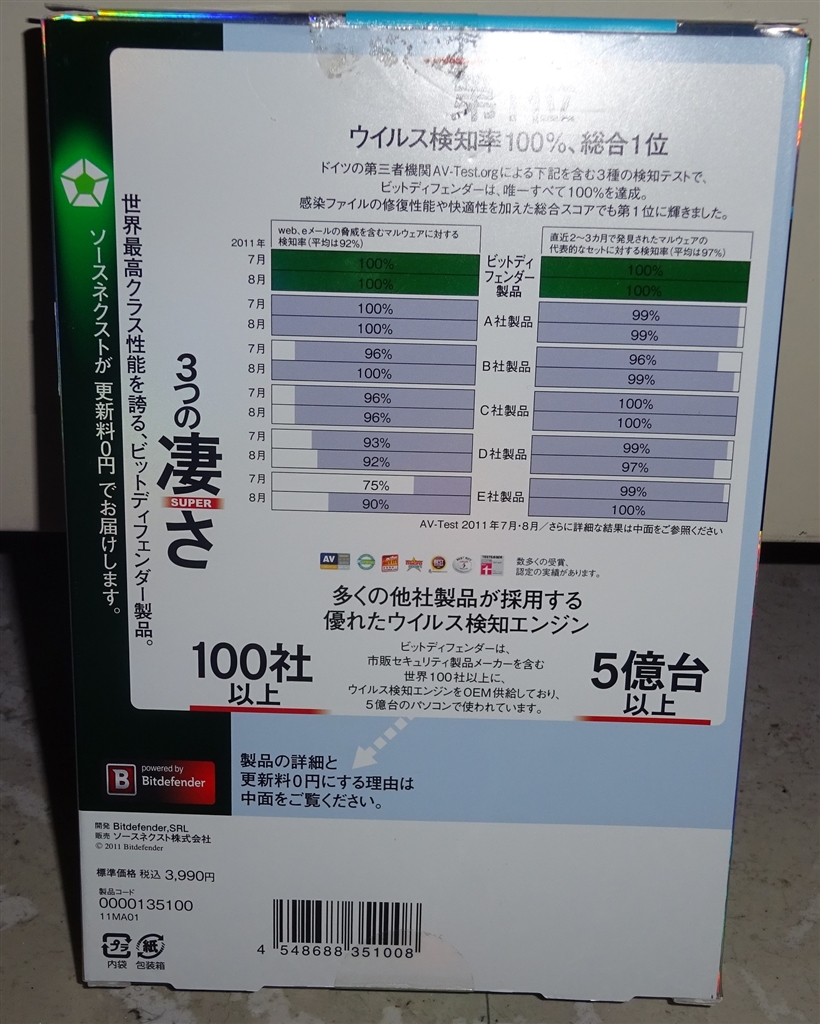 第1位
ウイルス検知率100%、総合1位
ドイツの第三者機関AV-Test.orgによる下記を含む3種の検知テストで、
ビットディフェンダーは、唯一すべて100%を達成。
感染ファイルの修復性能や快適性を加えた総合スコアでも第1位に輝きました。
世界最高クラス性能を誇る、ビットディフェンダー製品。
ソースネクストが 更新料0円 でお届けします。
3つの凄さ
SUPER
web、eメールの脅威を含むマルウェアに対する
検知率(平均は92%)
直近2〜3カ月で発見されたマルウェアの
代表的なセットに対する検知率(平均は97%)
2011年
7月 100% ビットディ 100%
フェンダー
8月 100% 製品 100%
7月 100% A社製品 99%
8月 100% 99%
7月 96% B社製品 96%
8月 100% 99%
7月 96% C社製品 100%
8月 96% 100%
7月 93% D社製品 99%
8月 92% 97%
7月 75% E社製品 99%
8月 90% 100%
AV-Test 2011年7月・8月/さらに詳細な結果は中面をご参照ください
AV
数多くの受賞、
認定の実績があります。
多くの他社製品が採用する
優れたウイルス検知エンジン
100社
以上
ビットディフェンダーは、
市販セキュリティ製品メーカーを含む
世界100社以上に、
ウイルス検知エンジンをOEM供給しており、
5億台のパソコンで使われています。
5億台
以上
B powered by
Bitdefender
製品の詳細と
更新料0円にする理由は
中面をご覧ください。
開発 Bitdefender,SRL
販売 ソースネクスト株式会社
© 2011 Bitdefender
標準価格 税込 3,990円
製品コード
0000135100
11MA01
プラ 紙
内袋 包装箱
4 548688 351008